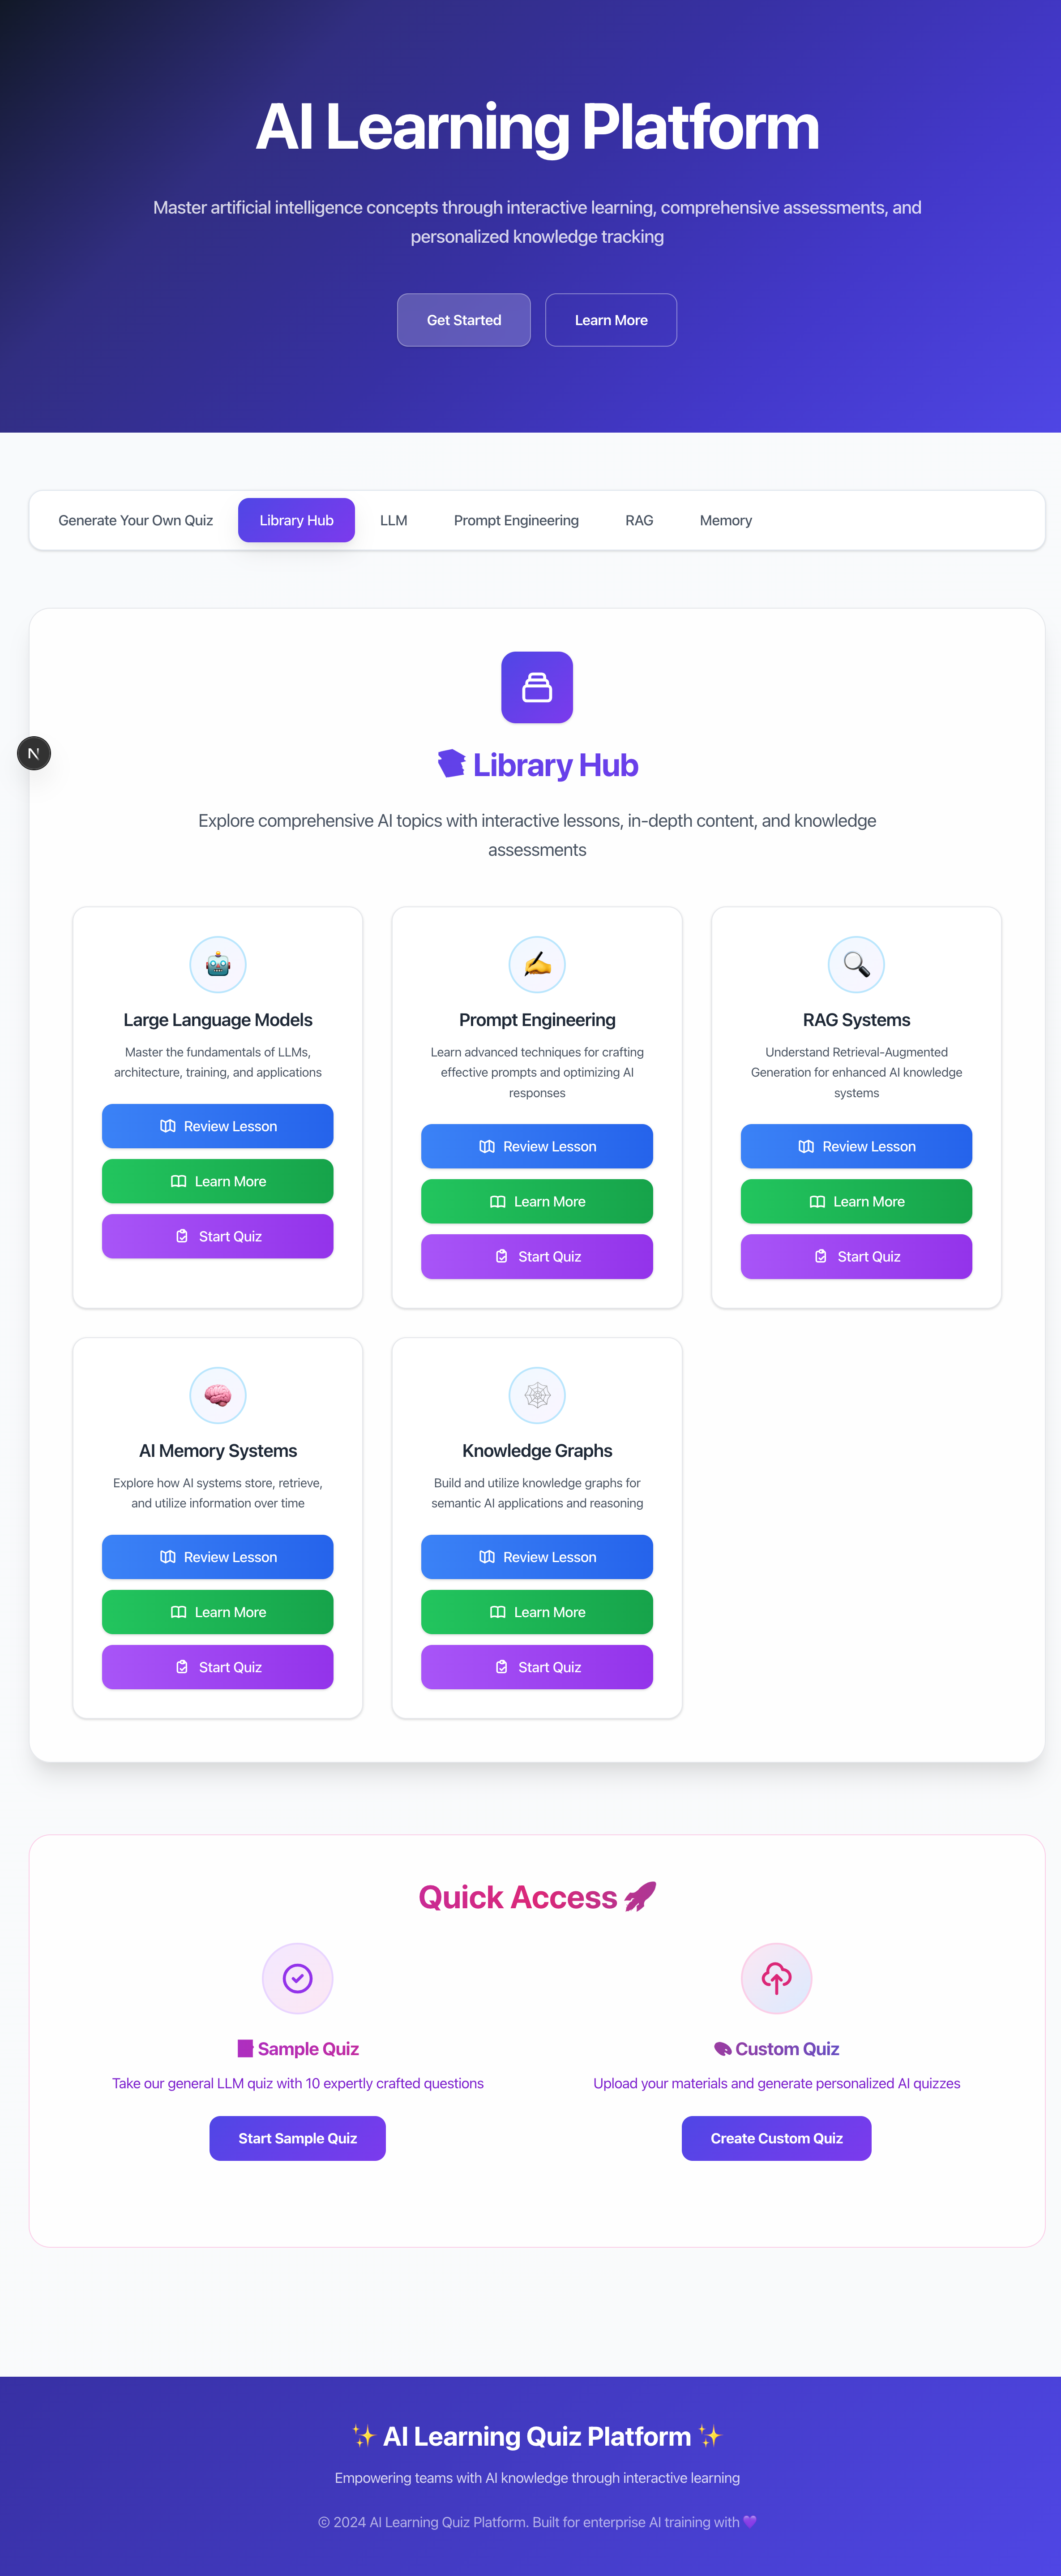 AI Learning Platform
Master artificial intelligence concepts through interactive learning, comprehensive assessments, and
personalized knowledge tracking
Get Started
Learn More
Generate Your Own Quiz
Library Hub
LLM
Prompt Engineering
RAG
Memory
N
Library Hub
Explore comprehensive AI topics with interactive lessons, in-depth content, and knowledge
assessments
Large Language Models
Master the fundamentals of LLMs,
architecture, training, and applications
Review Lesson
Learn More
Start Quiz
Prompt Engineering
Learn advanced techniques for crafting
effective prompts and optimizing AI
responses
Review Lesson
Learn More
Start Quiz
RAG Systems
Understand Retrieval-Augmented
Generation for enhanced AI knowledge
systems
Review Lesson
Learn More
Start Quiz
AI Memory Systems
Explore how AI systems store, retrieve,
and utilize information over time
Review Lesson
Learn More
Start Quiz
Knowledge Graphs
Build and utilize knowledge graphs for
semantic AI applications and reasoning
Review Lesson
Learn More
Start Quiz
Quick Access 🚀
Sample Quiz
Take our general LLM quiz with 10 expertly crafted questions
Start Sample Quiz
Custom Quiz
Upload your materials and generate personalized AI quizzes
Create Custom Quiz
✨ AI Learning Quiz Platform ✨
Empowering teams with AI knowledge through interactive learning
© 2024 AI Learning Quiz Platform. Built for enterprise AI training with 💜